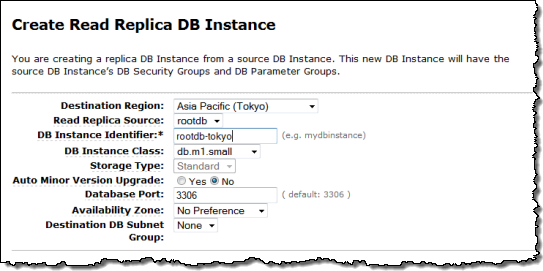 Create Read Replica DB Instance
You are creating a replica DB Instance from a source DB Instance. This new DB Instance will have the
source DB Instance's DB Security Groups and DB Parameter Groups.
Destination Region: Asia Pacific (Tokyo)
Read Replica Source: rootdb
DB Instance Identifier:* rootdb-tokyo (e.g. mydbinstance)
DB Instance Class: db.m1.small
Storage Type: Standard
Auto Minor Version Upgrade: Yes No
Database Port: 3306 ( default: 3306 )
Availability Zone: No Preference
Destination DB Subnet None
Group: